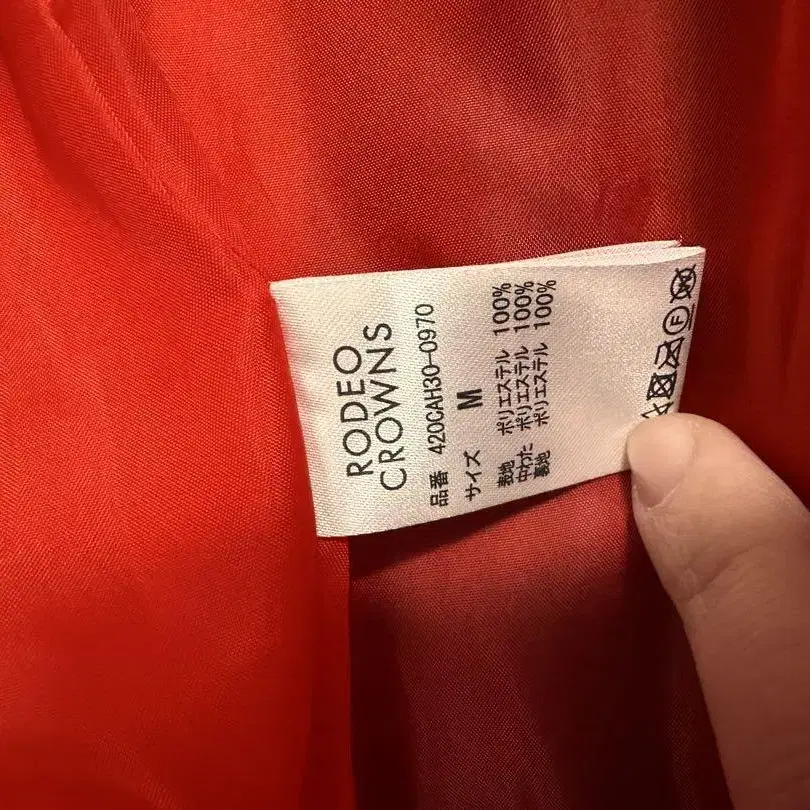 RODEO
CROWNS
品番 420CAH30-0970
サイズ M
表地 ポリエステル 100%
中わた ポリエステル 100%
裏地 ポリエステル 100%
F
W